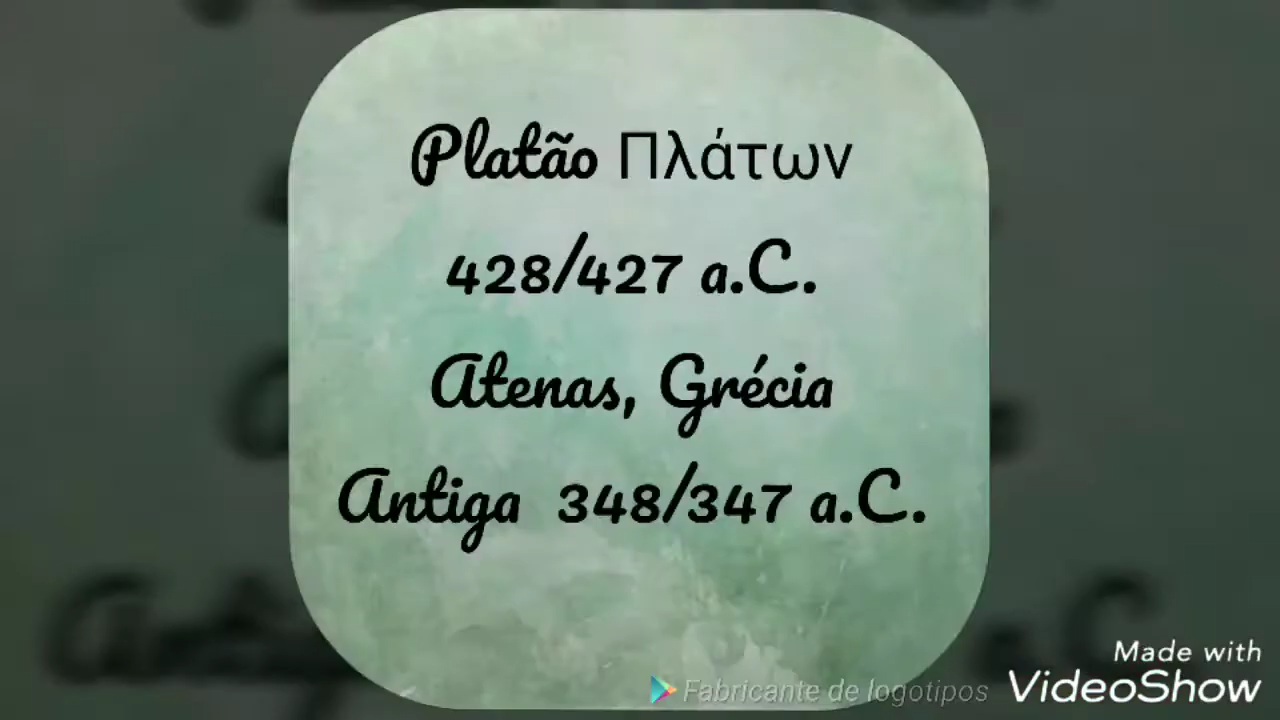 Platão Πλάτων
428/427 a.C.
Atenas, Grécia
Antiga 348/347 a.C.
Fabricante de logotipos
Made with
VideoShow